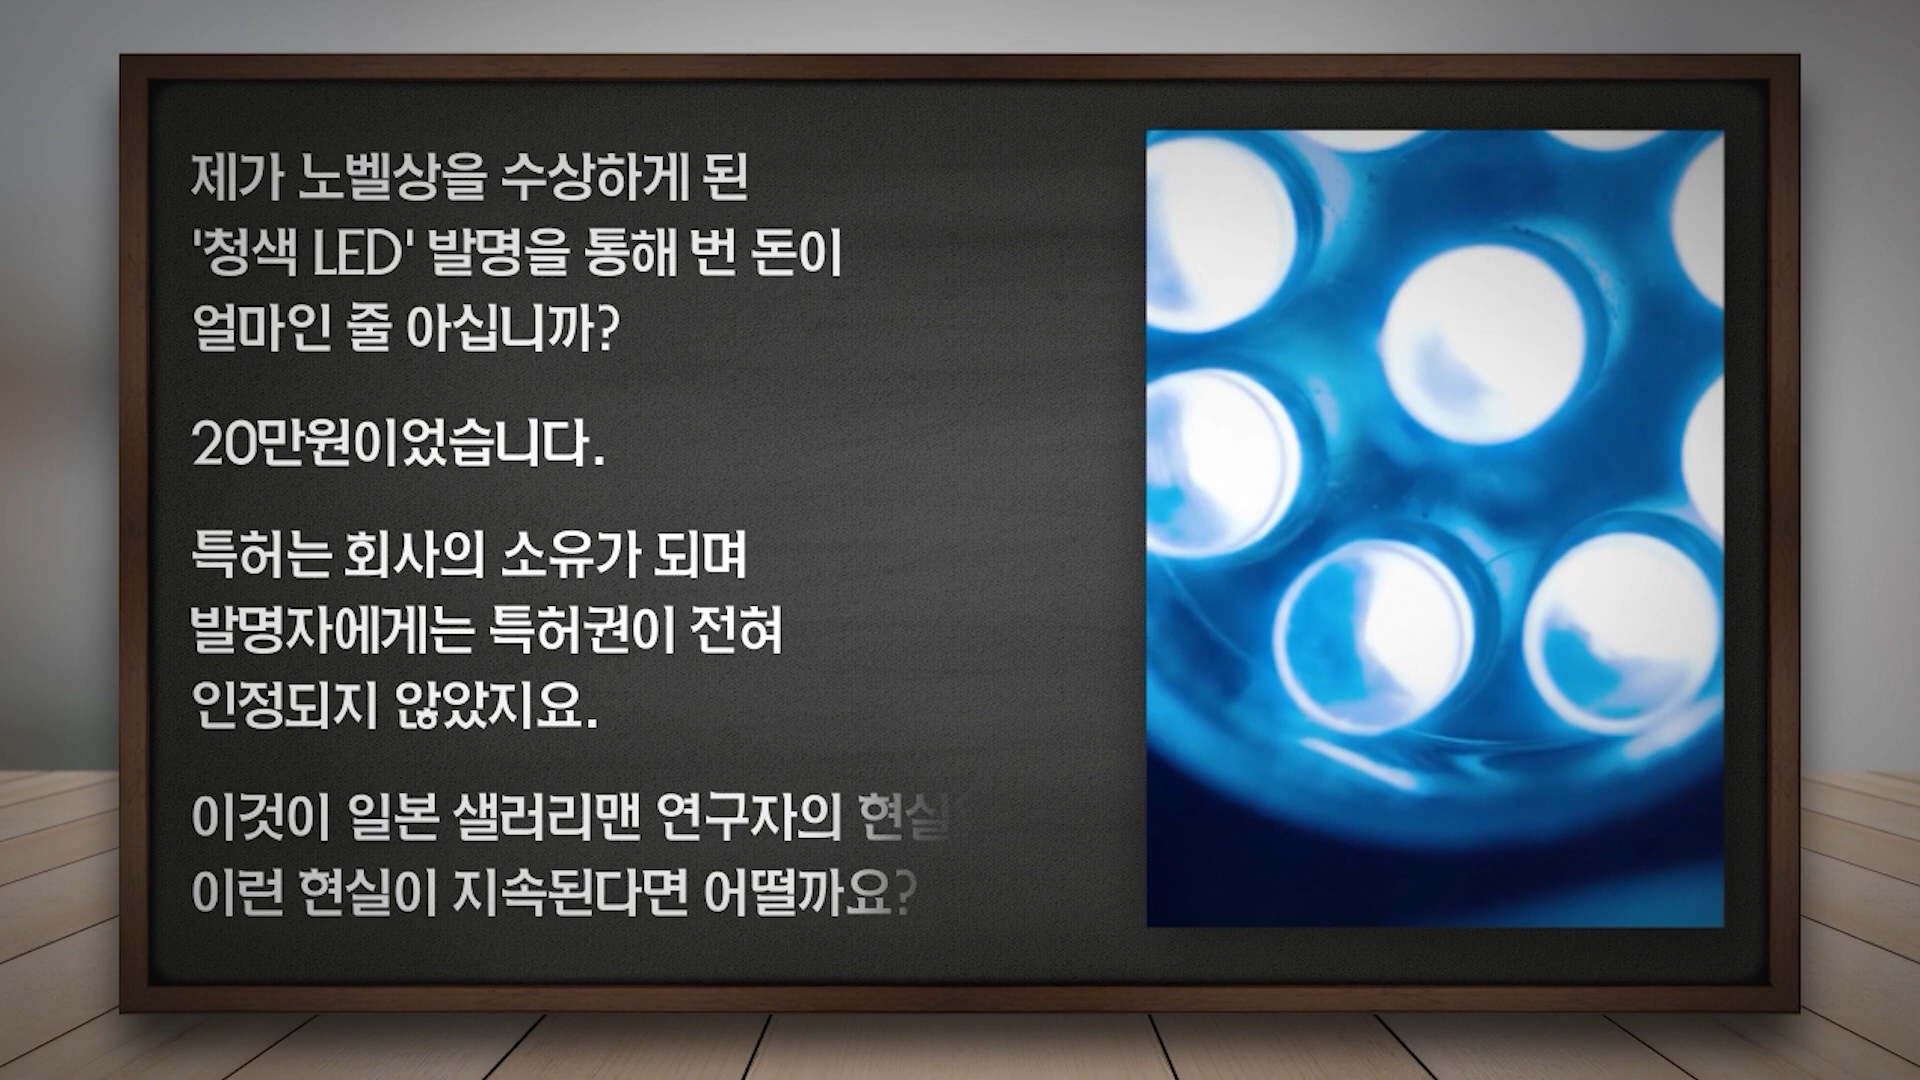 제가 노벨상을 수상하게 된
'청색 LED' 발명을 통해 번 돈이
얼마인 줄 아십니까?
20만원이었습니다.
특허는 회사의 소유가 되며
발명자에게는 특허권이 전혀
인정되지 않았지요.
이것이 일본 샐러리맨 연구자의 현실
이런 현실이 지속된다면 어떨까요?